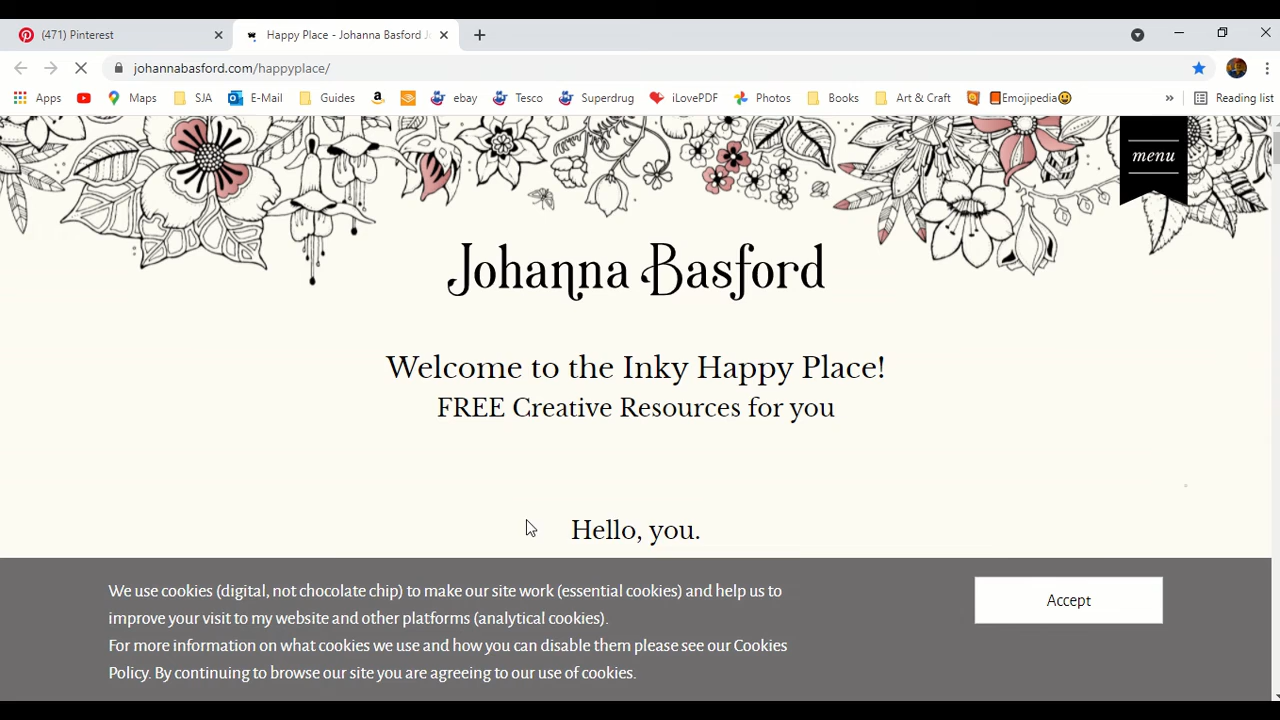 (471) Pinterest
Happy Place - Johanna Basford J
johannabasford.com/happyplace/
Apps Maps SJA E-Mail Guides ebay Tesco Superdrug iLovePDF Photos Books Art & Craft Emojipedia😃 » Reading list
menu
Johanna Basford
Welcome to the Inky Happy Place!
FREE Creative Resources for you
Hello, you.
We use cookies (digital, not chocolate chip) to make our site work (essential cookies) and help us to
improve your visit to my website and other platforms (analytical cookies).
For more information on what cookies we use and how you can disable them please see our Cookies
Policy. By continuing to browse our site you are agreeing to our use of cookies.
Accept